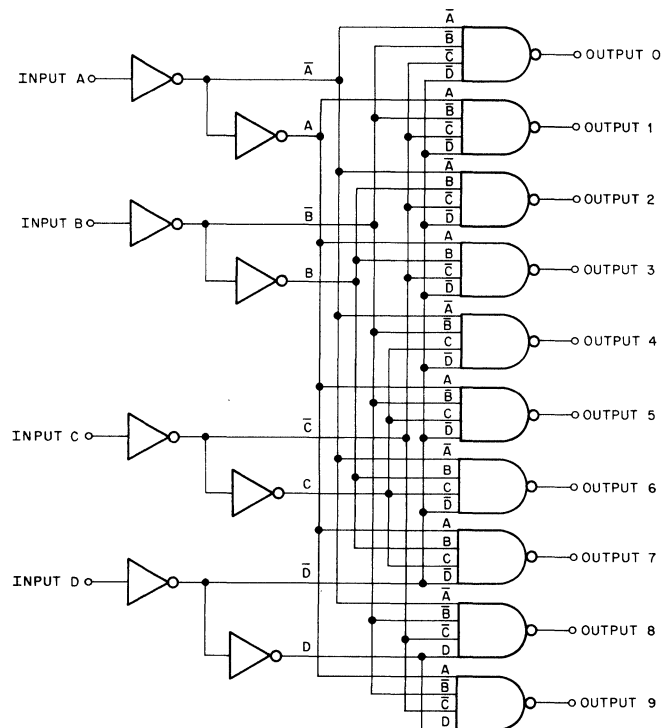 A̅
B̅
C̅
D̅
OUTPUT 0
INPUT A
A̅
A
B̅
C̅
D̅
OUTPUT 1
A
A̅
B
C̅
D̅
OUTPUT 2
INPUT B
B̅
A
B
C̅
D̅
OUTPUT 3
B
A̅
B̅
C
D̅
OUTPUT 4
A
B̅
C
D̅
OUTPUT 5
INPUT C
C̅
A̅
B
C
D̅
OUTPUT 6
C
A
B
C
D̅
OUTPUT 7
INPUT D
D̅
A̅
B̅
C̅
D
OUTPUT 8
D
A
B̅
C̅
D
OUTPUT 9